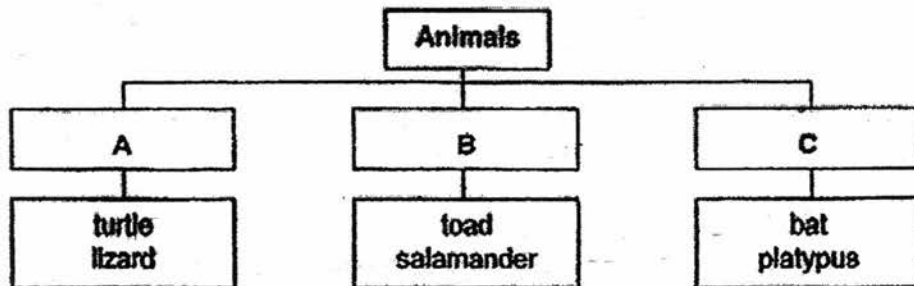 Animals
A
B
C
turtle
lizard
toad
salamander
bat
platypus